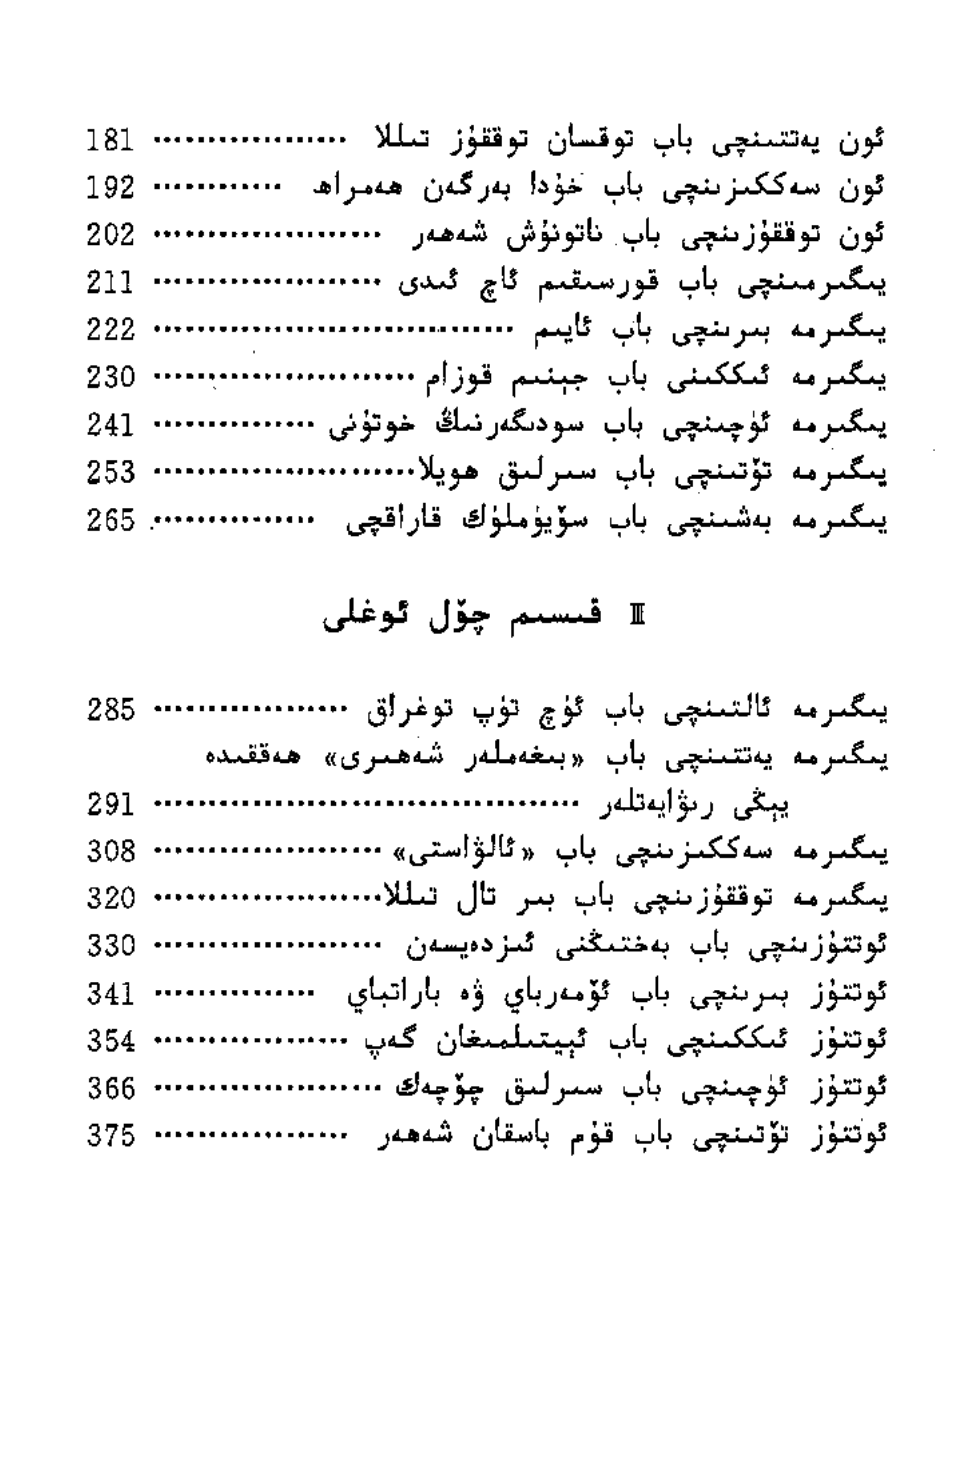 ئون يەتتىنچى باب توقسان توققۇز تىللا ·················· 181
ئون سەككىزىنچى باب خۇدا بەرگەن ھەمراھ ············ 192
ئون توققۇزىنچى باب ناتونۇش شەھەر ····················· 202
يىگىرمىنچى باب قورسىقىم ئاچ ئىدى ····················· 211
يىگىرمە بىرىنچى باب ئايىم ································· 222
يىگىرمە ئىككىنى باب جېنىم قوزام ························ 230
يىگىرمە ئۈچىنچى باب سودىگەرنىڭ خوتۇنى ··············· 241
يىگىرمە تۆتىنچى باب سىرلىق ھويلا························ 253
يىگىرمە بەشىنچى باب سۆيۈملۈك قاراقچى ··············· 265
Ⅲ قىسىم چۆل ئوغلى
يىگىرمە ئالتىنچى باب ئۈچ تۈپ توغراق ·················· 285
يىگىرمە يەتتىنچى باب «بىغەملەر شەھىرى» ھەققىدە
يېڭى رىۋايەتلەر ······································· 291
يىگىرمە سەككىزىنچى باب «ئالۋاستى» ····················· 308
يىگىرمە توققۇزىنچى باب بىر تال تىللا····················· 320
ئوتتۇزىنچى باب بەختىڭنى ئىزدەيسەن ····················· 330
ئوتتۇز بىرىنچى باب ئۆمەرباي ۋە باراتباي ··············· 341
ئوتتۇز ئىككىنچى باب ئېيتىلمىغان گەپ ·················· 354
ئوتتۇز ئۈچىنچى باب سىرلىق چۆچەك ····················· 366
ئوتتۇز تۆتىنچى باب قۇم باسقان شەھەر ·················· 375